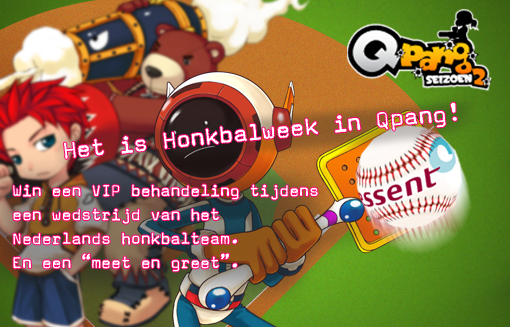 Qpang
SEIZOEN 2
Het is Honkbalweek in Qpang!
Win een VIP behandeling tijdens
een wedstrijd van het
Nederlands honkbalteam.
En een “meet en greet”.
ssent